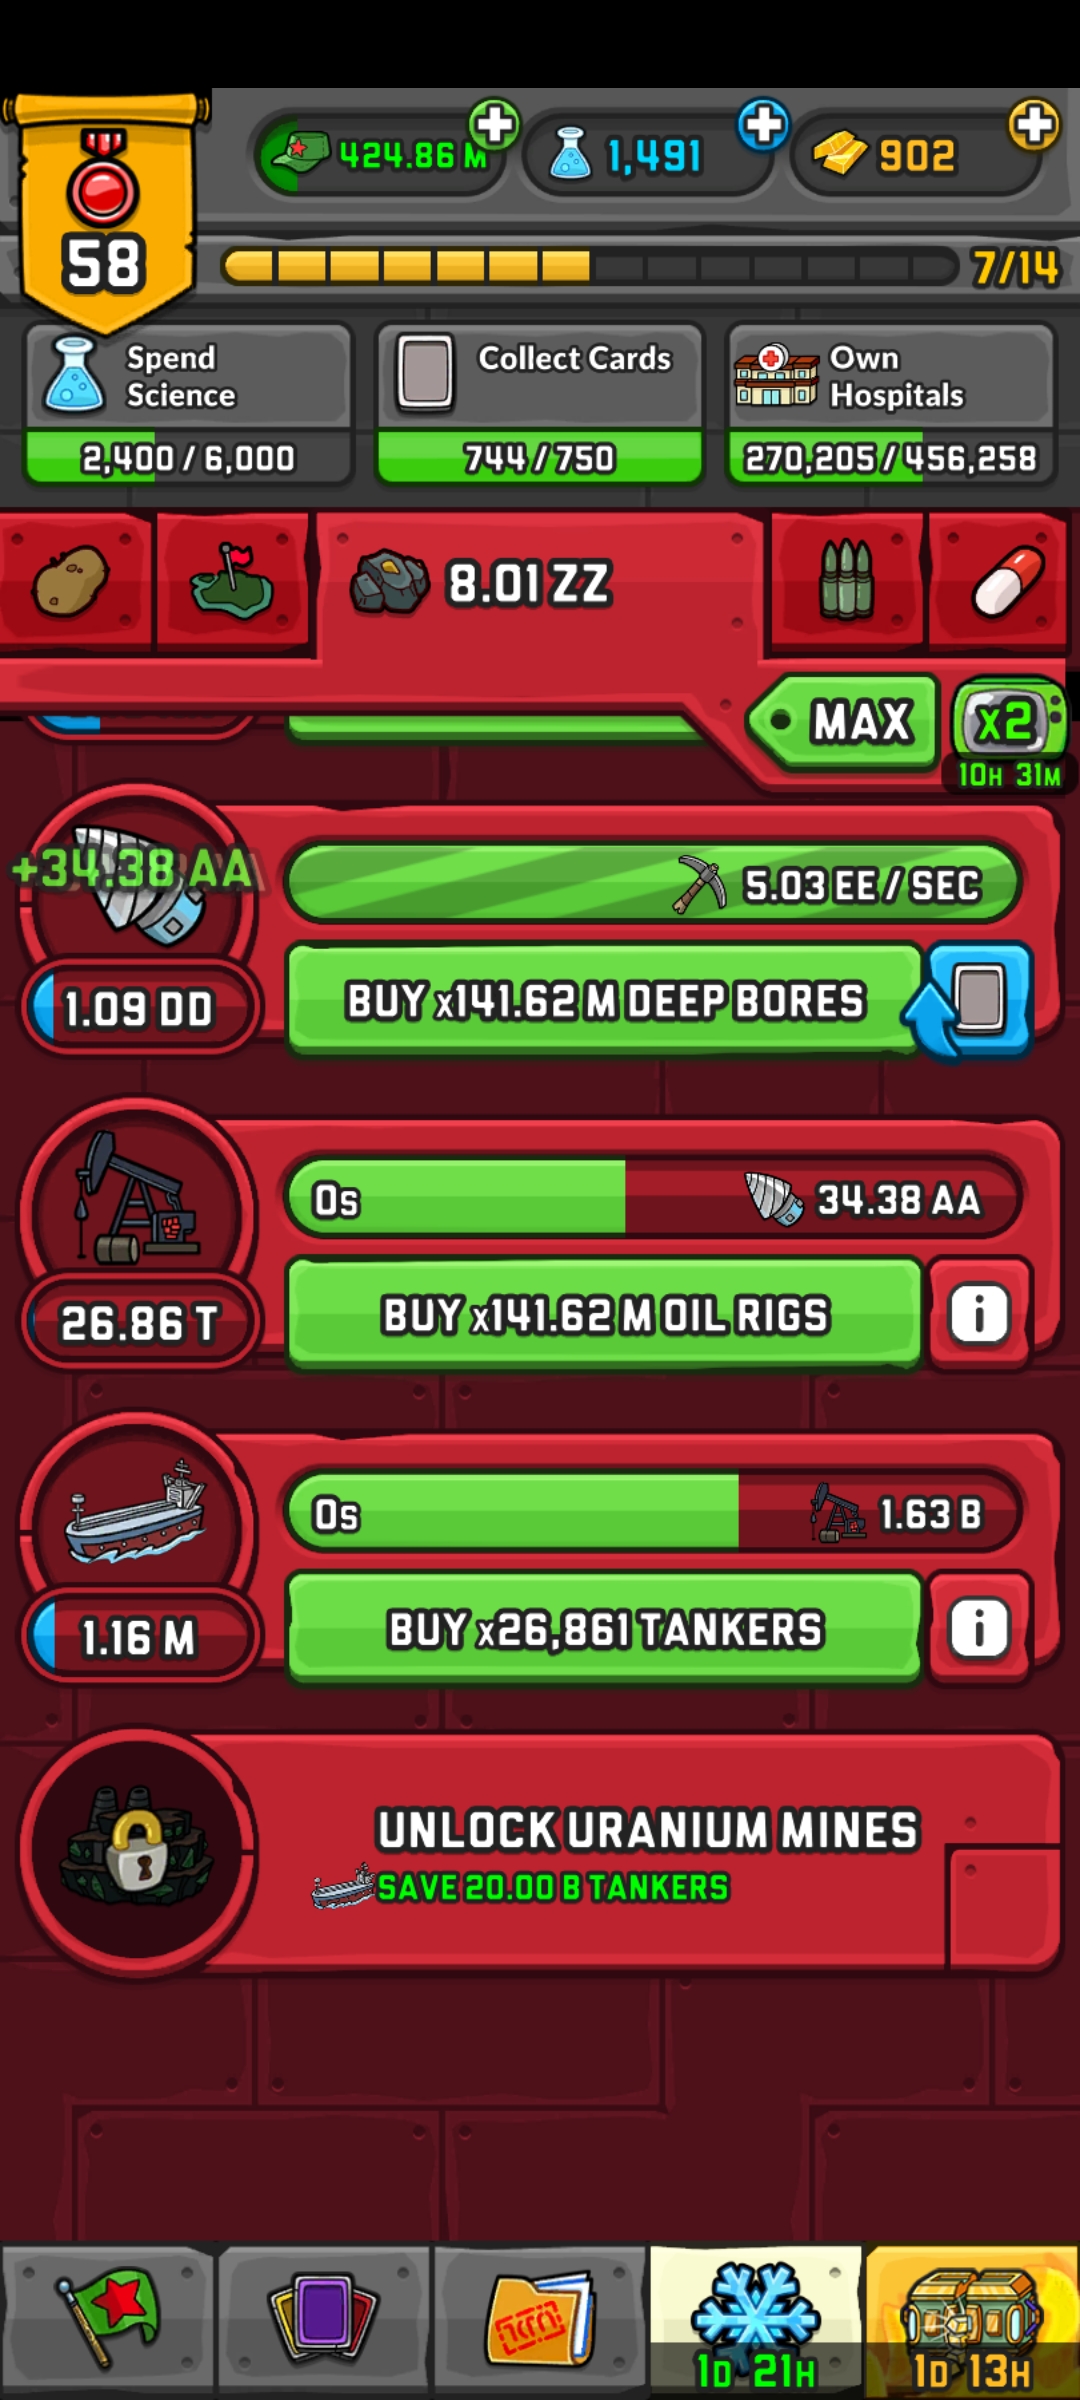 424.86 M
1,491
902
58
7/14
Spend
Science
2,400 / 6,000
Collect Cards
744 / 750
Own
Hospitals
270,205 / 456,258
8.01 ZZ
MAX
x2
10H 31M
+34.38 AA
5.03 EE / SEC
1.09 DD
BUY x141.62 M DEEP BORES
0s
34.38 AA
26.86 T
BUY x141.62 M OIL RIGS
i
0s
1.63 B
1.16 M
BUY x26,861 TANKERS
i
UNLOCK URANIUM MINES
SAVE 20.00 B TANKERS
1D 21H
1D 13H